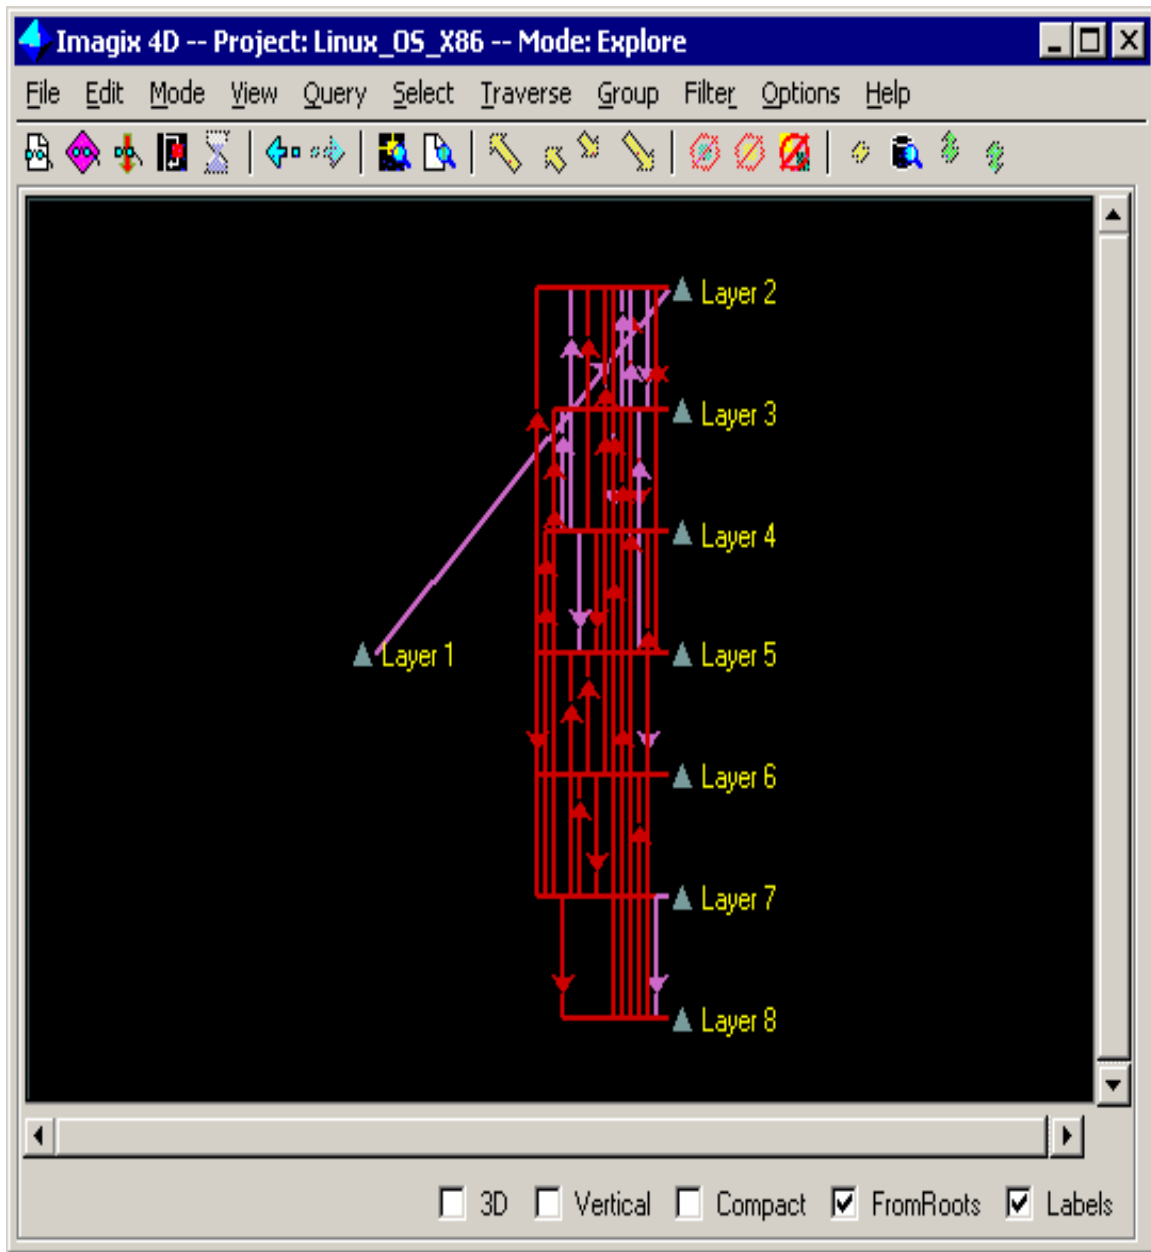 Imagix 4D -- Project: Linux_OS_X86 -- Mode: Explore
File Edit Mode View Query Select Traverse Group Filter Options Help
Layer 2
Layer 3
Layer 4
Layer 1
Layer 5
Layer 6
Layer 7
Layer 8
3D Vertical Compact FromRoots Labels